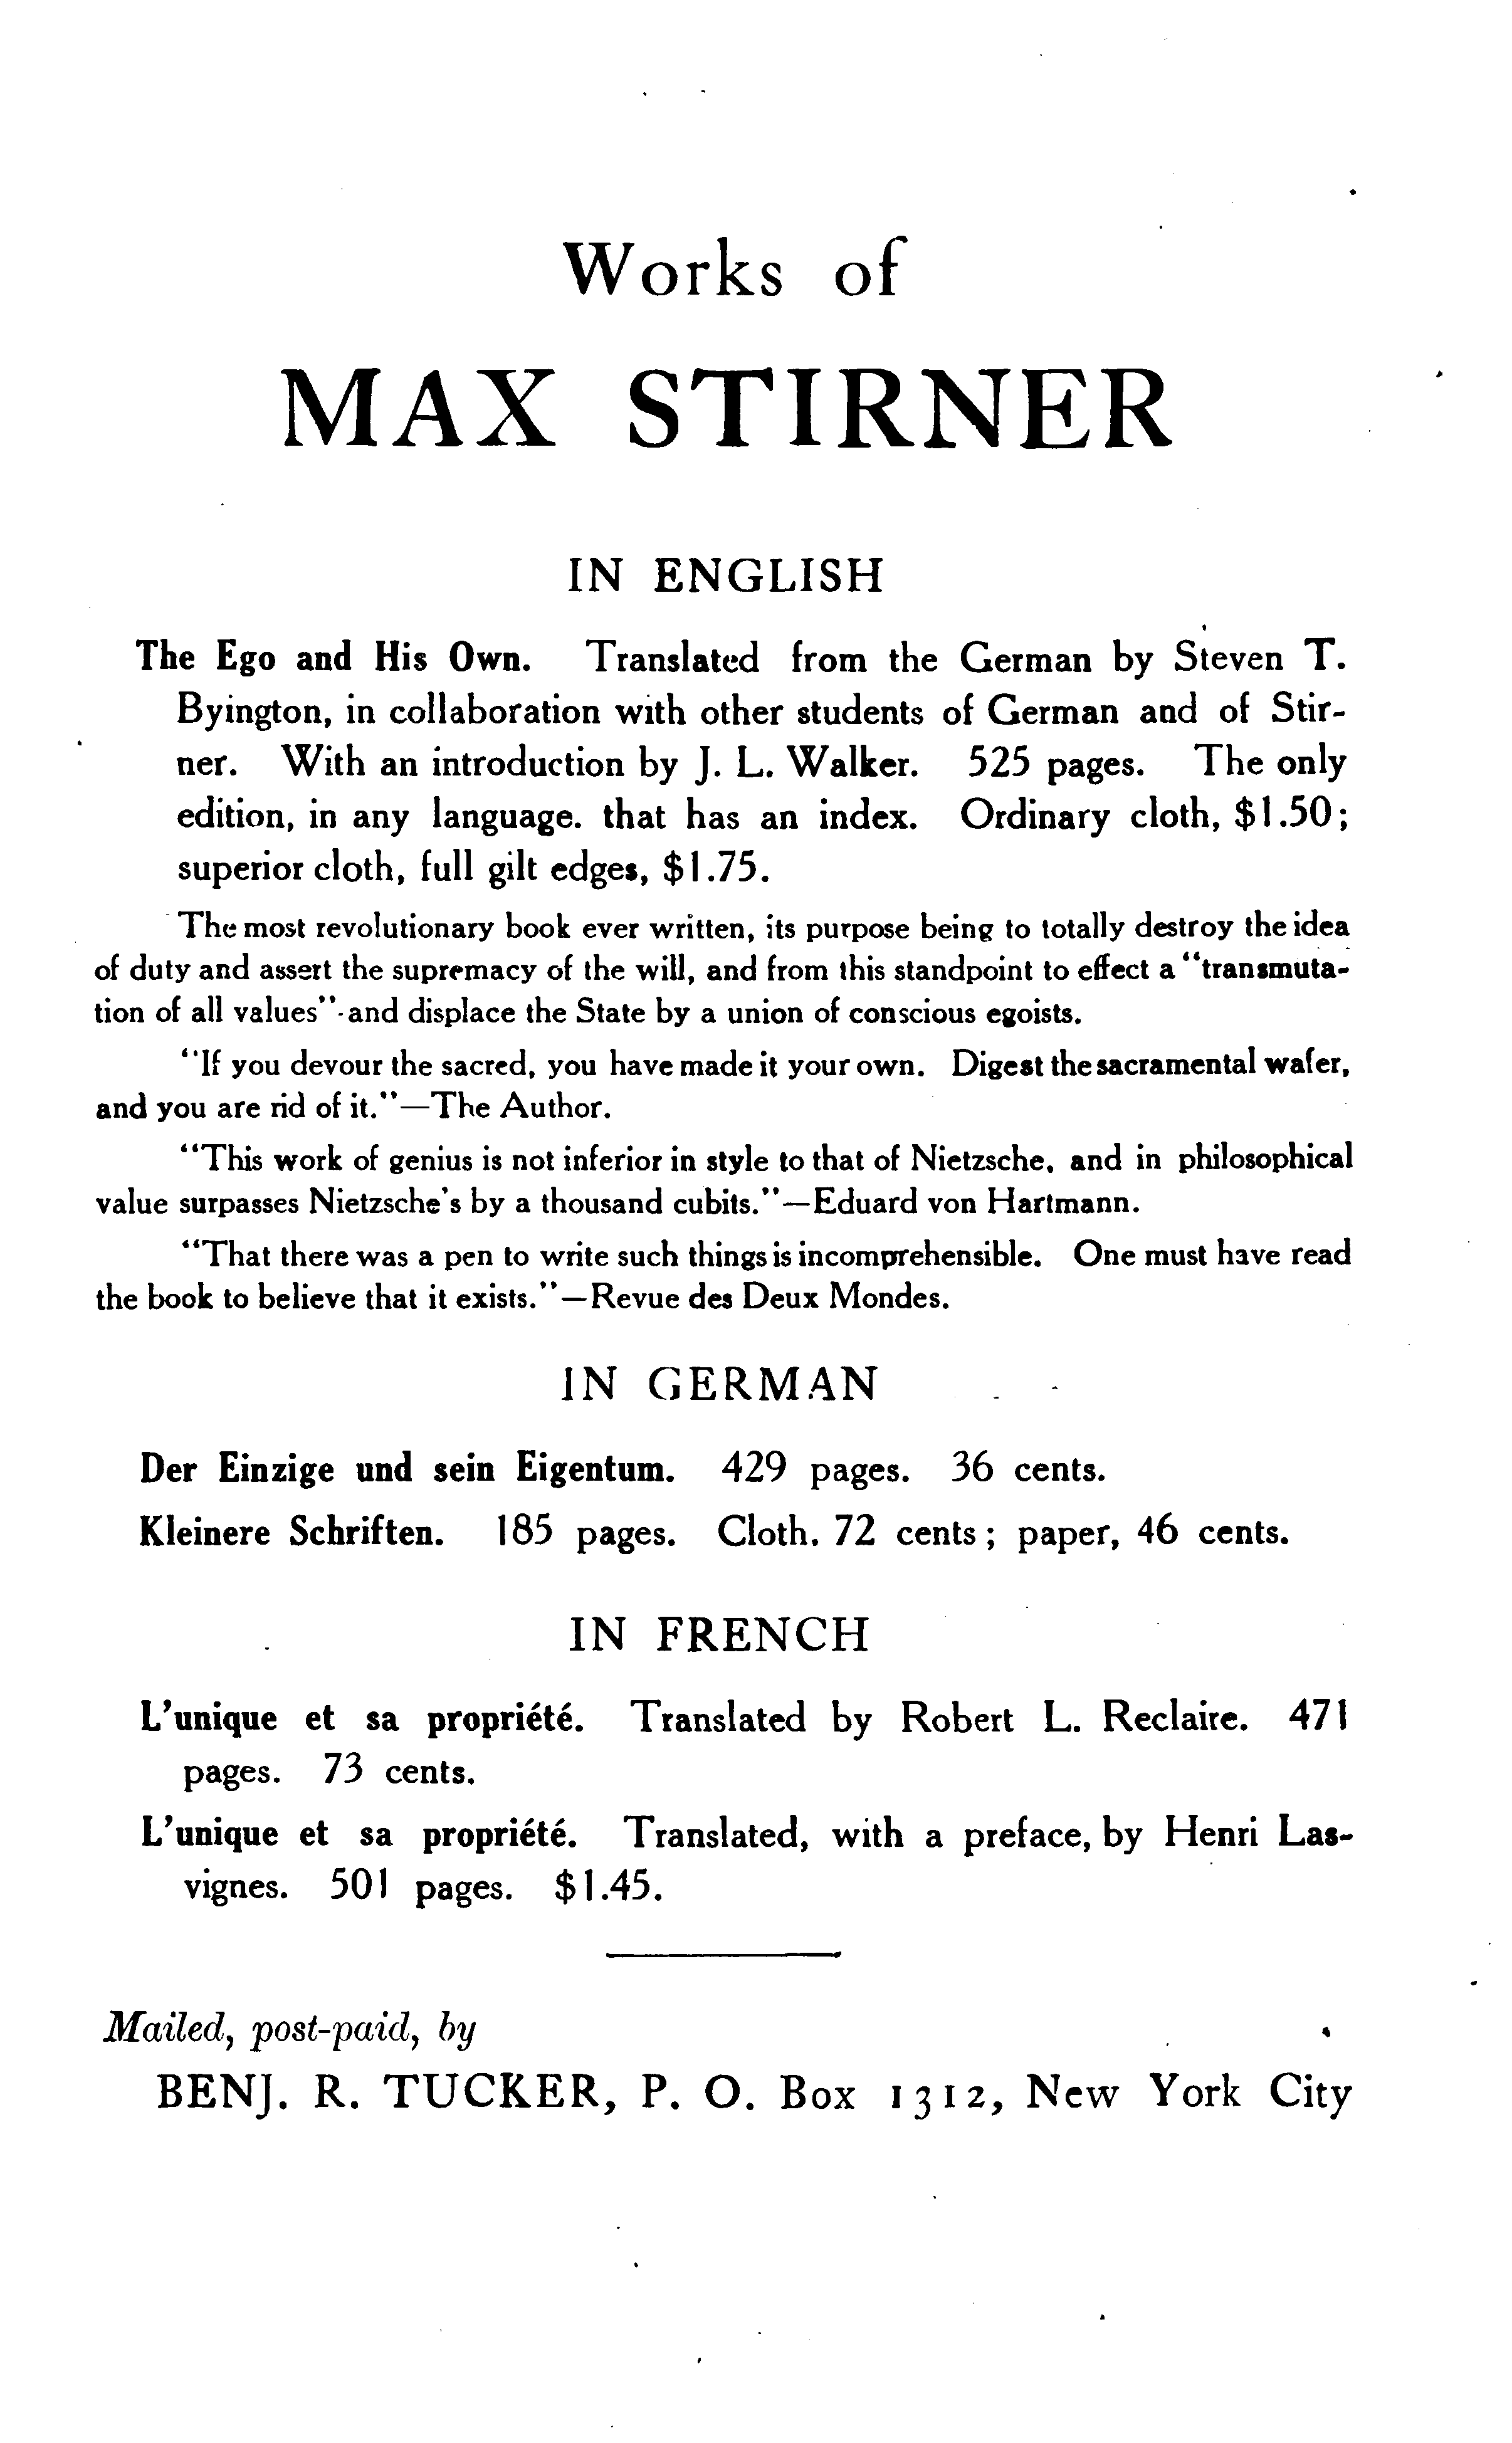 Works of
MAX STIRNER
IN ENGLISH
The Ego and His Own. Translated from the German by Steven T.
Byington, in collaboration with other students of German and of Stir-
ner. With an introduction by J. L. Walker. 525 pages. The only
edition, in any language. that has an index. Ordinary cloth, $1.50;
superior cloth, full gilt edges, $1.75.
The most revolutionary book ever written, its purpose being to totally destroy the idea
of duty and assert the supremacy of the will, and from this standpoint to effect a "transmuta-
tion of all values" and displace the State by a union of conscious egoists.
"If you devour the sacred, you have made it your own. Digest the sacramental wafer,
and you are rid of it."—The Author.
"This work of genius is not inferior in style to that of Nietzsche, and in philosophical
value surpasses Nietzsche's by a thousand cubits."—Eduard von Hartmann.
"That there was a pen to write such things is incomprehensible. One must have read
the book to believe that it exists."—Revue des Deux Mondes.
IN GERMAN
Der Einzige und sein Eigentum. 429 pages. 36 cents.
Kleinere Schriften. 185 pages. Cloth, 72 cents; paper, 46 cents.
IN FRENCH
L'unique et sa propriété. Translated by Robert L. Reclaire. 471
pages. 73 cents.
L'unique et sa propriété. Translated, with a preface, by Henri Las-
vignes. 501 pages. $1.45.
Mailed, post-paid, by
BENJ. R. TUCKER, P. O. Box 1312, New York City